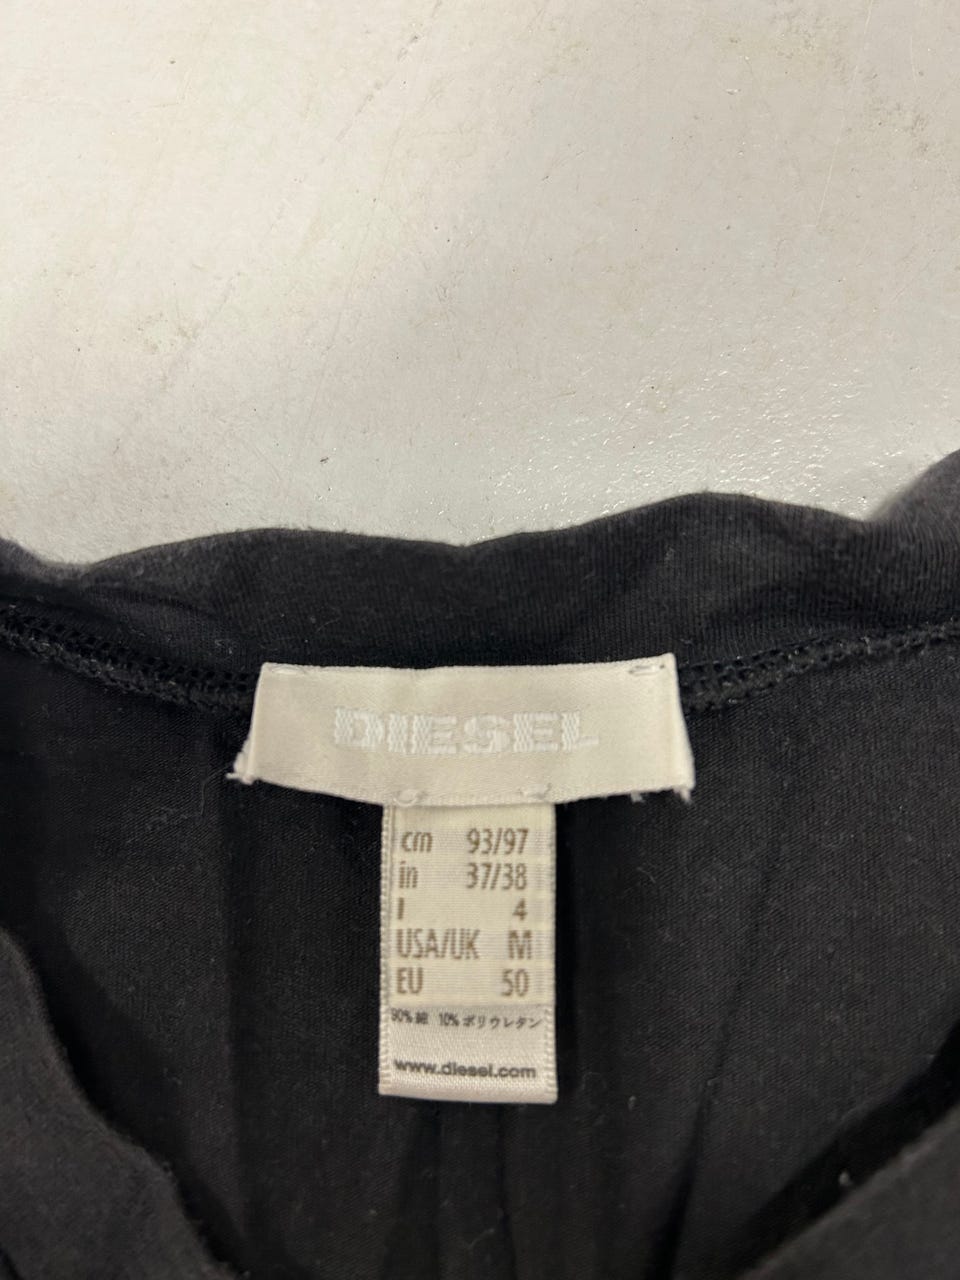 DIESEL
cm 93/97
in 37/38
I 4
USA/UK M
EU 50
90% 綿 10% ポリウレタン
www.diesel.com